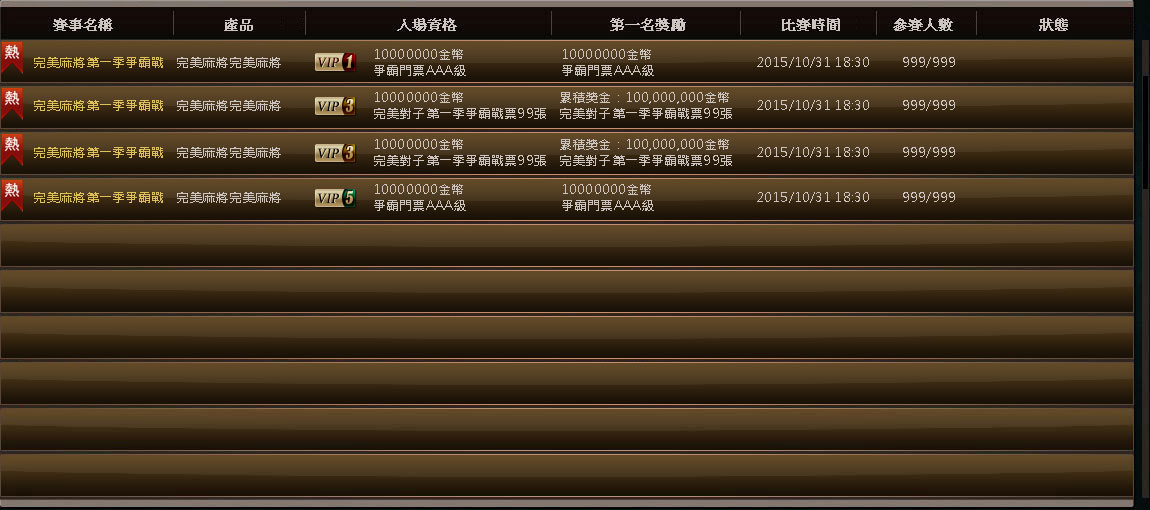 賽事名稱 產品 入場資格 第一名獎勵 比賽時間 參賽人數 狀態
熱 完美麻將第一季爭霸戰 完美麻將完美麻將 VIP 1 10000000金幣 10000000金幣 2015/10/31 18:30 999/999
爭霸門票AAA級 爭霸門票AAA級
熱 完美麻將第一季爭霸戰 完美麻將完美麻將 VIP 3 10000000金幣 累積獎金：100,000,000金幣 2015/10/31 18:30 999/999
完美對子第一季爭霸戰票99張 完美對子第一季爭霸戰票99張
熱 完美麻將第一季爭霸戰 完美麻將完美麻將 VIP 3 10000000金幣 累積獎金：100,000,000金幣 2015/10/31 18:30 999/999
完美對子第一季爭霸戰票99張 完美對子第一季爭霸戰票99張
熱 完美麻將第一季爭霸戰 完美麻將完美麻將 VIP 5 10000000金幣 10000000金幣 2015/10/31 18:30 999/999
爭霸門票AAA級 爭霸門票AAA級